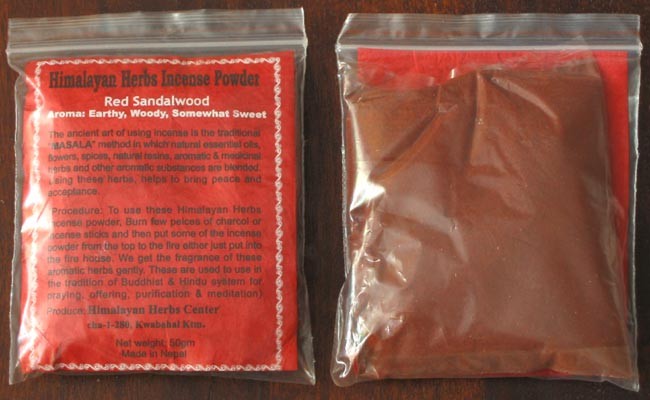 Himalayan Herbs Incense Powder
Red Sandalwood
Aroma: Earthy, Woody, Somewhat Sweet
The ancient art of using incense is the traditional
"MASALA" method in which natural essential oils,
flowers, spices, natural resins, aromatic & medicinal
herbs and other aromatic substances are blended.
Using these herbs, helps to bring peace and
acceptance.
Procedure: To use these Himalayan Herbs
incense powder, Burn few peices of charcol or
incense sticks and then put some of the incense
powder from the top to the fire either just put into
the fire house. We get the fragrance of these
aromatic herbs gently. These are used to use in
the tradition of Buddhist & Hindu system for
praying, offering, purification & meditation)
Produce: Himalayan Herbs Center
cha-1-280, Kwabahal Ktm.
Net weight: 50gm
Made in Nepal